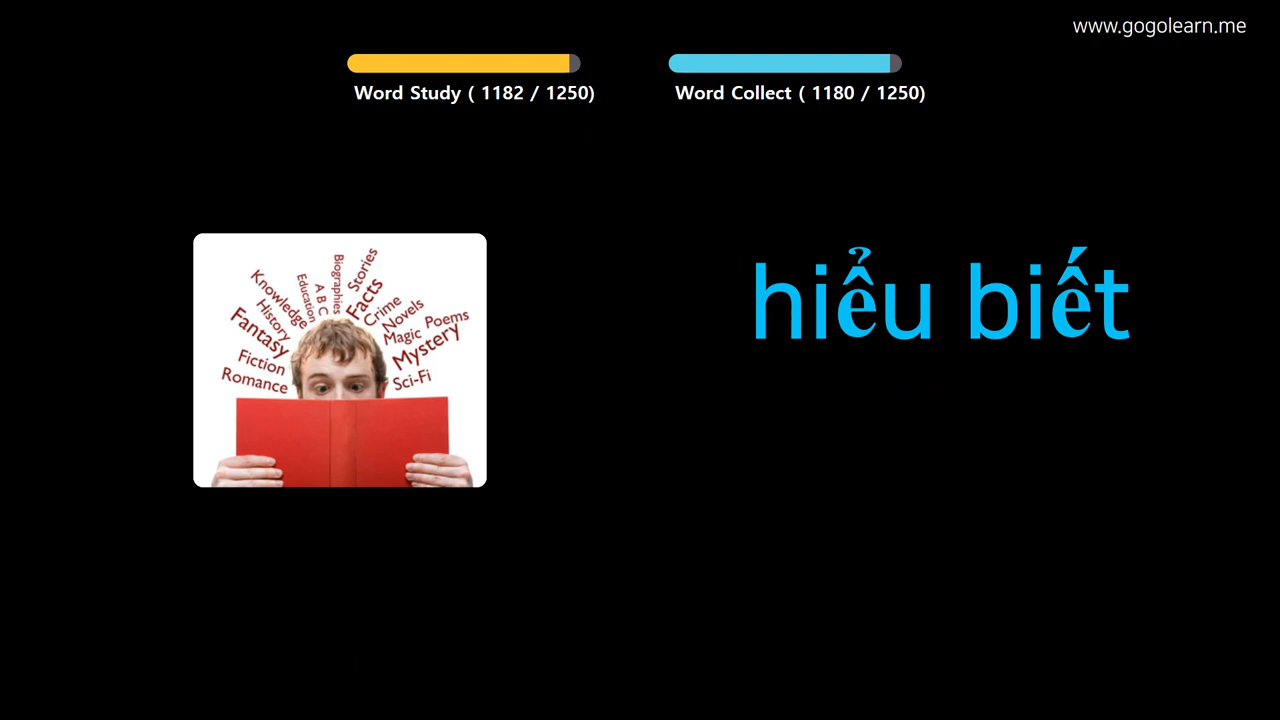 www.gogolearn.me
Word Study ( 1182 / 1250)
Word Collect ( 1180 / 1250)
hiểu biết
Stories
Biographies
Facts
A B C
Education
Knowledge
History
Crime
Novels
Fantasy
Magic
Poems
Mystery
Fiction
Romance
Sci-Fi